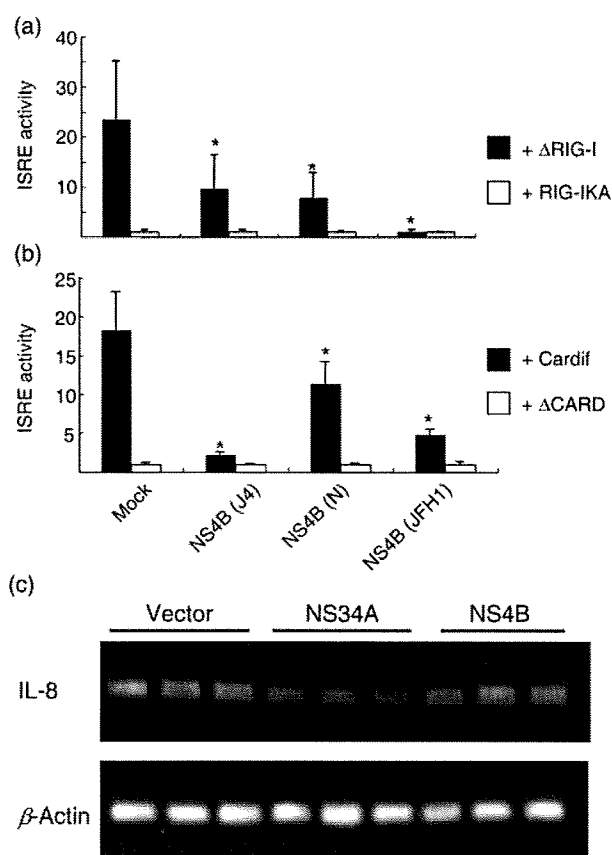 (a)
ISRE activity
40
30
20
10
+ ΔRIG-I
+ RIG-IKA
* * *
(b)
ISRE activity
25
20
15
10
5
+ Cardif
+ ΔCARD
* * *
Mock
NS4B (J4)
NS4B (N)
NS4B (JFH1)
(c)
Vector NS34A NS4B
IL-8
β-Actin